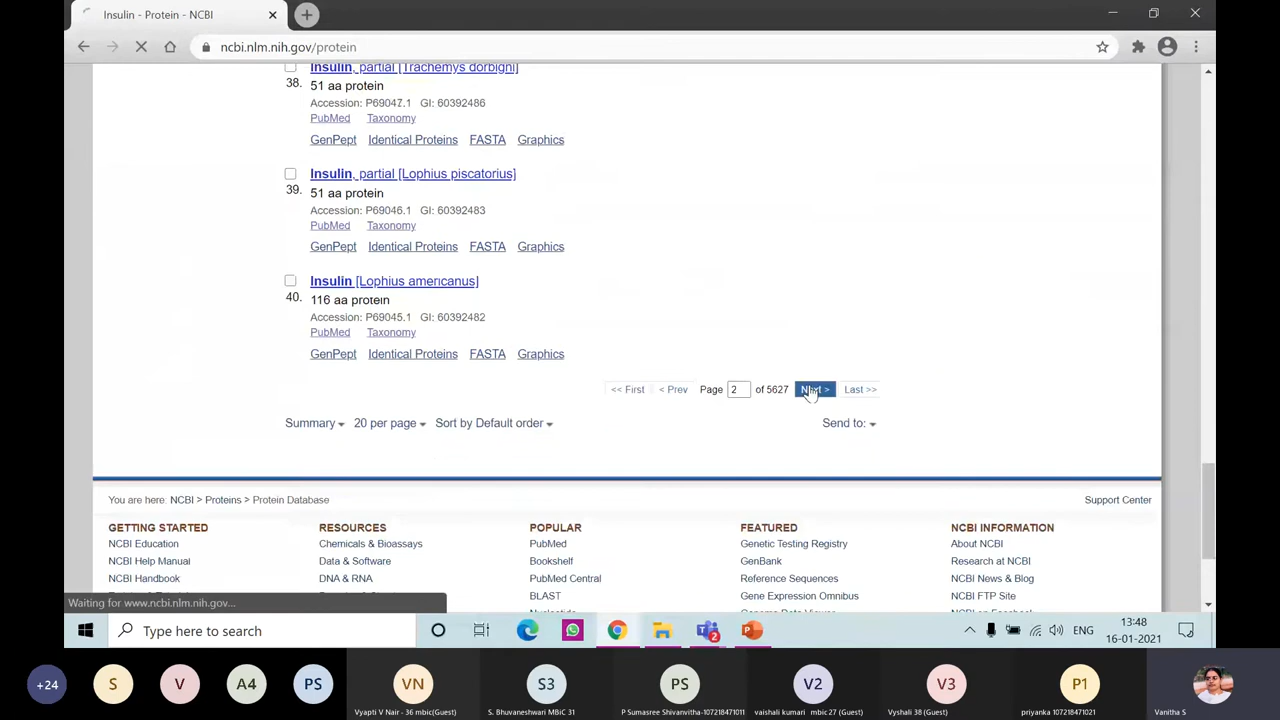 Insulin - Protein - NCBI
ncbi.nlm.nih.gov/protein
Insulin, partial [Trachemys dorbigni]
38.
51 aa protein
Accession: P69047.1 GI: 60392486
PubMed Taxonomy
GenPept Identical Proteins FASTA Graphics
Insulin, partial [Lophius piscatorius]
39.
51 aa protein
Accession: P69046.1 GI: 60392483
PubMed Taxonomy
GenPept Identical Proteins FASTA Graphics
Insulin [Lophius americanus]
40.
116 aa protein
Accession: P69045.1 GI: 60392482
PubMed Taxonomy
GenPept Identical Proteins FASTA Graphics
<< First < Prev Page 2 of 5627 Next > Last >>
Summary 20 per page Sort by Default order Send to:
You are here: NCBI > Proteins > Protein Database Support Center
GETTING STARTED RESOURCES POPULAR FEATURED NCBI INFORMATION
NCBI Education Chemicals & Bioassays PubMed Genetic Testing Registry About NCBI
NCBI Help Manual Data & Software Bookshelf GenBank Research at NCBI
NCBI Handbook DNA & RNA PubMed Central Reference Sequences NCBI News & Blog
BLAST Gene Expression Omnibus NCBI FTP Site
Waiting for www.ncbi.nlm.nih.gov...
Type here to search
2
ENG
13:48
16-01-2021
+24 S V A4 PS VN S3 PS V2 V3 P1
Vyapti V Nair - 36 mbic(Guest) S. Bhuvaneshwari MBiC 31 P Sumasree Shivanvitha-107218471011 vaishali kumari mbic 27 (Guest) Vyshali 38 (Guest) priyanka 107218471021 Vanitha S